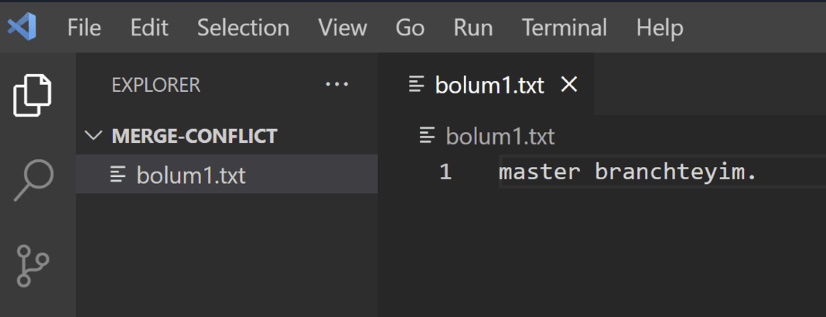 File Edit Selection View Go Run Terminal Help
EXPLORER ...
MERGE-CONFLICT
bolum1.txt
bolum1.txt
bolum1.txt
1 master branchteyim.